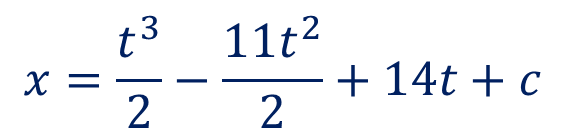 x = t³/2 − 11t²/2 + 14t + c